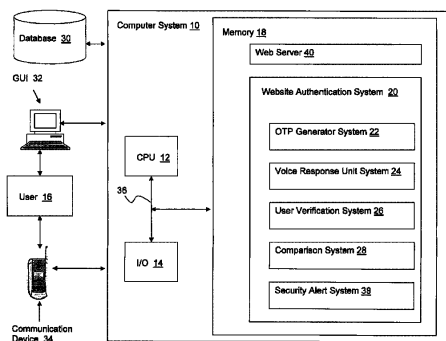 Database 30
GUI 32
User 16
Communication
Device 34
Computer System 10
CPU 12
36
I/O 14
Memory 18
Web Server 40
Website Authentication System 20
OTP Generator System 22
Voice Response Unit System 24
User Verification System 26
Comparison System 28
Security Alert System 38